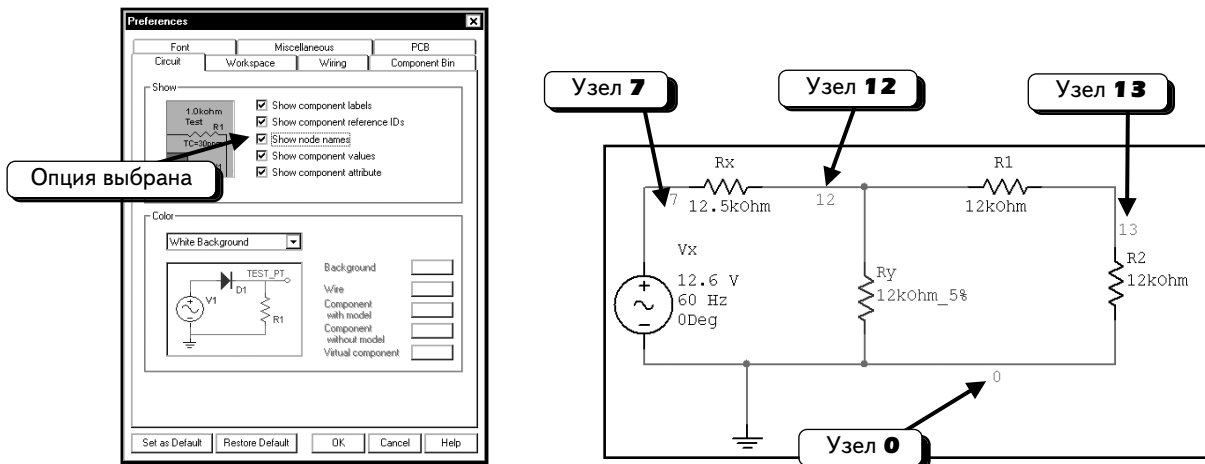 Preferences
Font
Miscellaneous
PCB
Circuit
Workspace
Wiring
Component Bin
Show
1.0kohm
Test
R1
Show component labels
Show component reference IDs
Show node names
Show component values
Show component attribute
Опция выбрана
Color
White Background
TEST_PT
D1
V1
R1
Background
Wire
Component
with model
Component
without model
Virtual component
Set as Default
Restore Default
OK
Cancel
Help
Узел 7
Узел 12
Узел 13
Rx
R1
7
12.5kOhm
12
12kOhm
13
Vx
12.6 V
60 Hz
0Deg
Ry
12kOhm_5%
R2
12kOhm
0
Узел 0